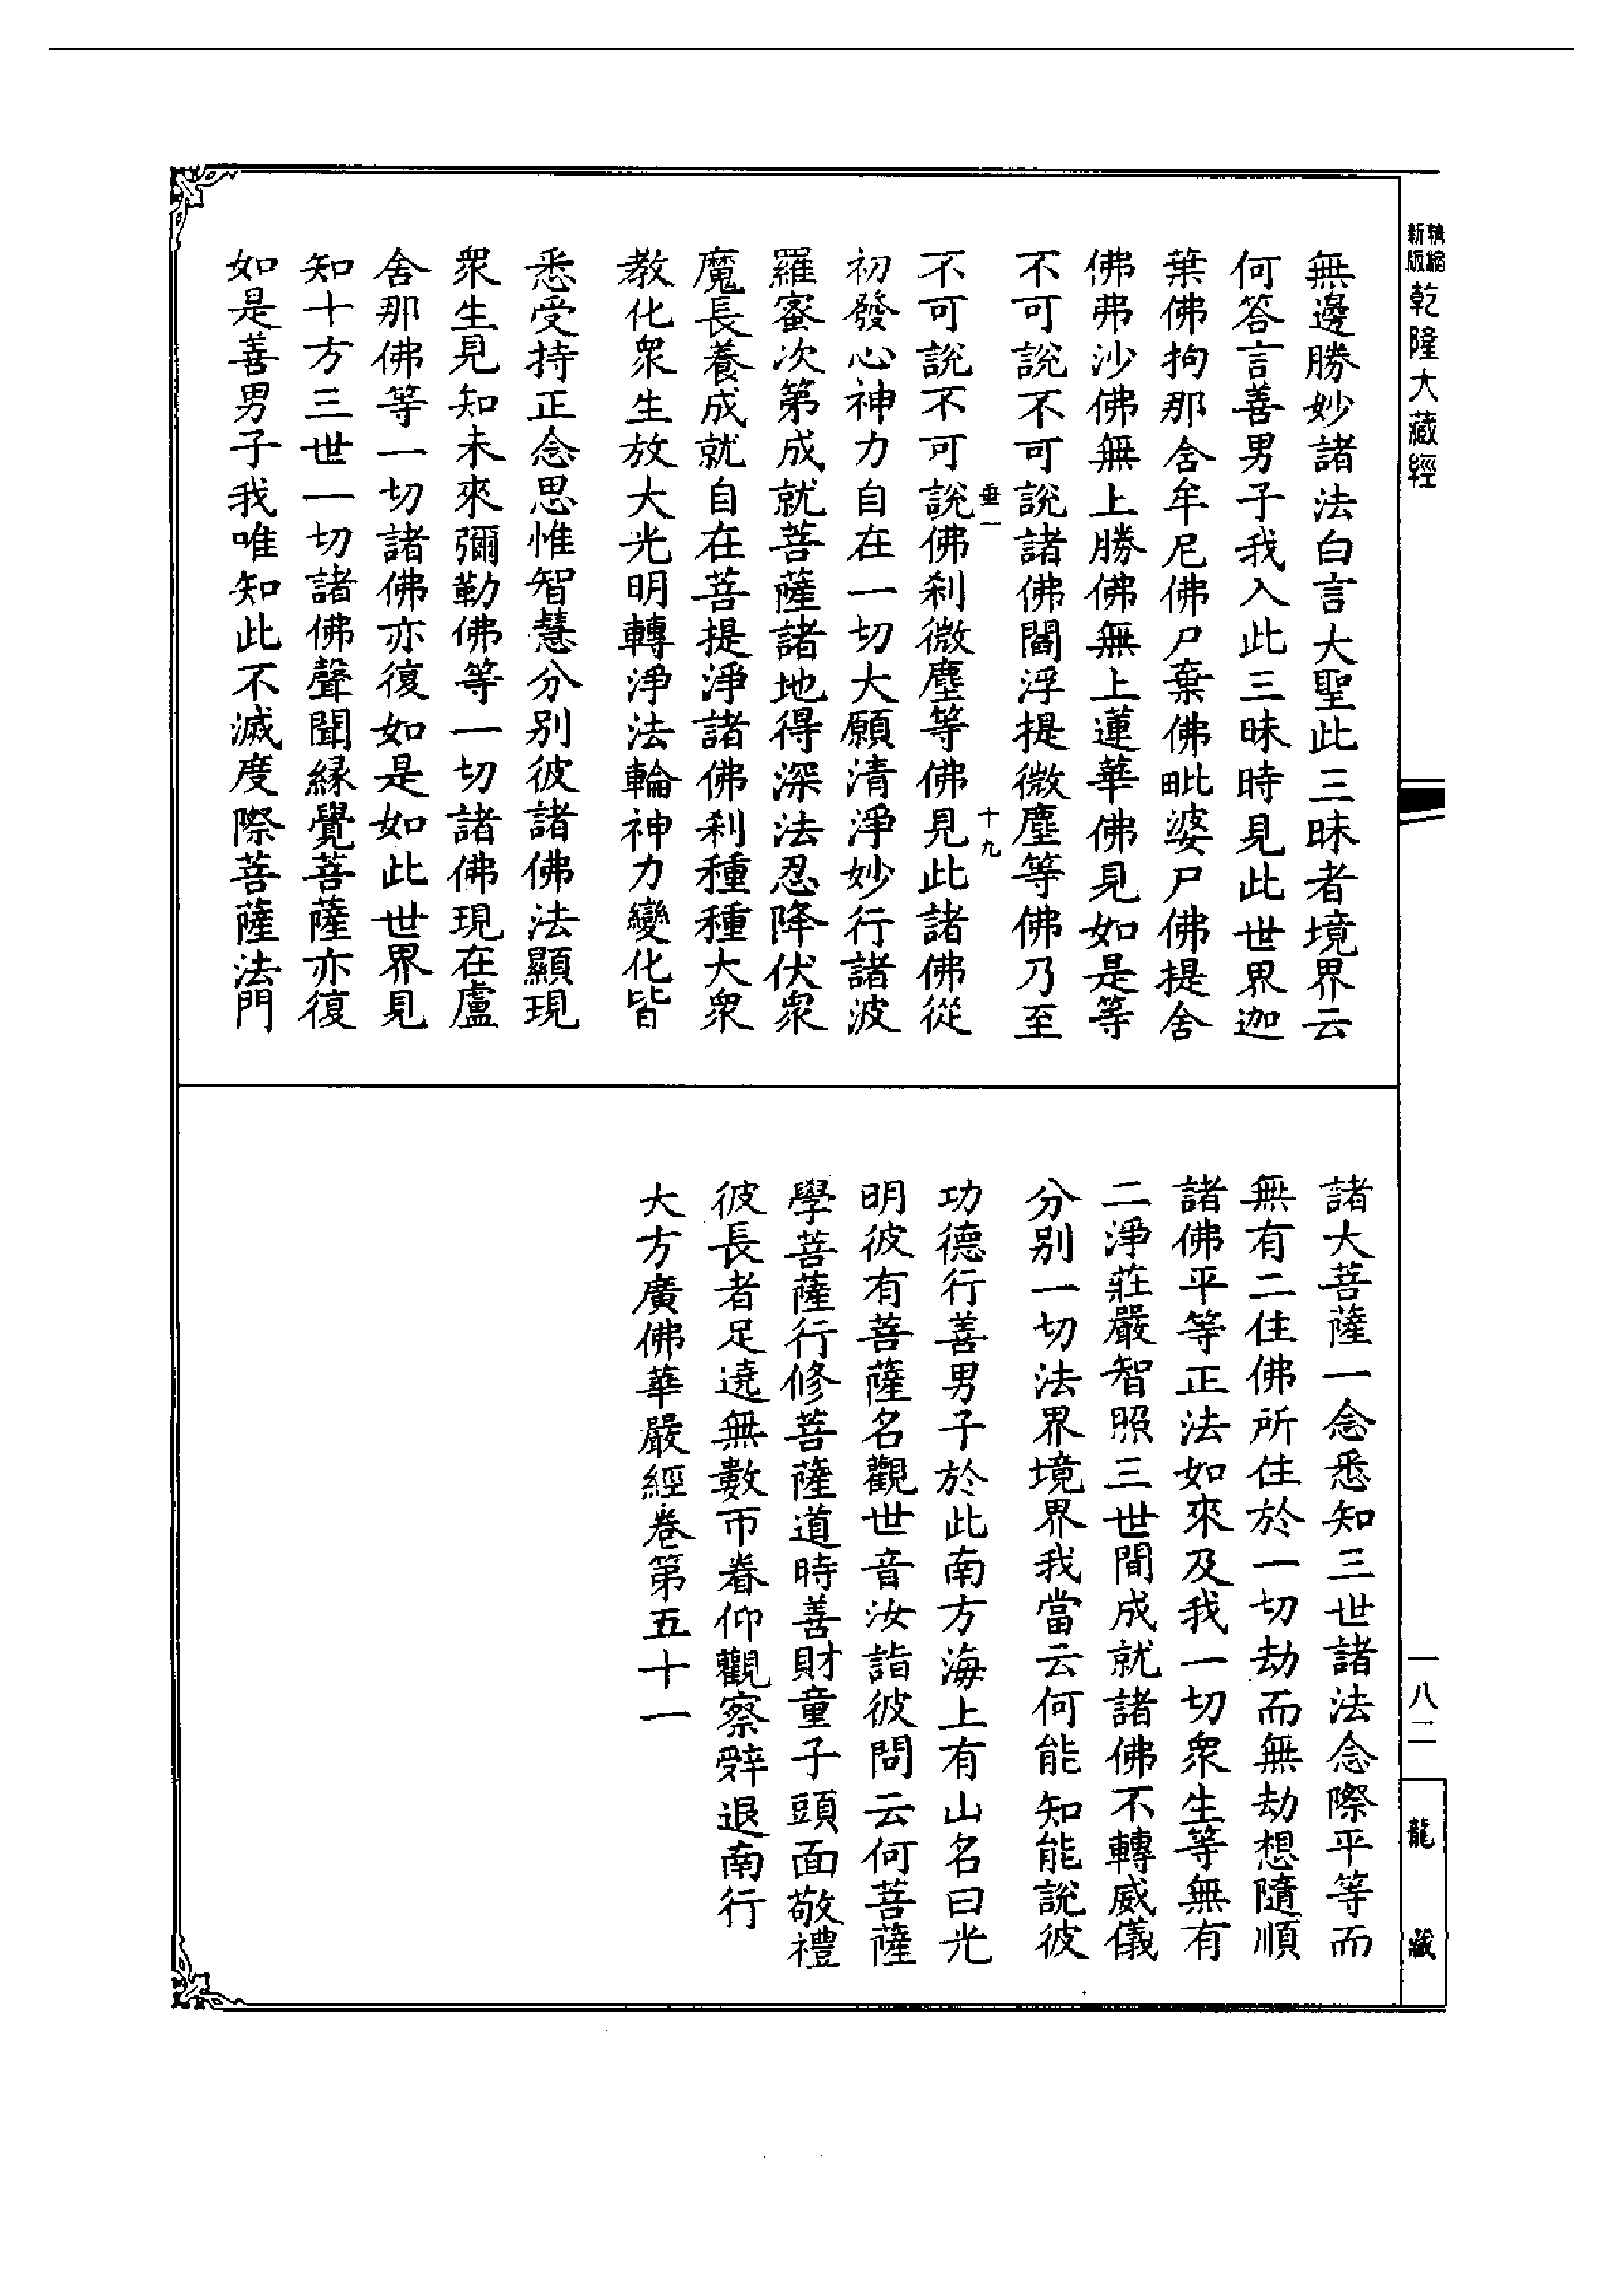 新版
精縮
乾隆大藏經
無邊勝妙諸法白言大聖此三昧者境界云
何答言善男子我入此三昧時見此世界迦
葉佛拘那含牟尼佛尸棄佛毗婆尸佛提舍
佛弗沙佛無上勝佛無上蓮華佛見如是等
不可說不可說諸佛閻浮提微塵等佛乃至
垂一
十九
不可說不可說佛刹微塵等佛見此諸佛從
初發心神力自在一切大願清淨妙行諸波
羅蜜次第成就菩薩諸地得深法忍降伏衆
魔長養成就自在菩提淨諸佛刹種種大衆
教化衆生放大光明轉淨法輪神力變化皆
悉受持正念思惟智慧分別彼諸佛法顯現
衆生見知未來彌勒佛等一切諸佛現在盧
舍那佛等一切諸佛亦復如是如此世界見
知十方三世一切諸佛聲聞縁覺菩薩亦復
如是善男子我唯知此不滅度際菩薩法門
諸大菩薩一念悉知三世諸法念際平等而
無有二住佛所住於一切劫而無劫想隨順
諸佛平等正法如來及我一切衆生等無有
二淨莊嚴智照三世間成就諸佛不轉威儀
分別一切法界境界我當云何能知能說彼
功德行善男子於此南方海上有山名曰光
明彼有菩薩名觀世音汝詣彼問云何菩薩
學菩薩行修菩薩道時善財童子頭面敬禮
彼長者足遶無數帀眷仰觀察辭退南行
大方廣佛華嚴經卷第五十一
一八二
龍藏